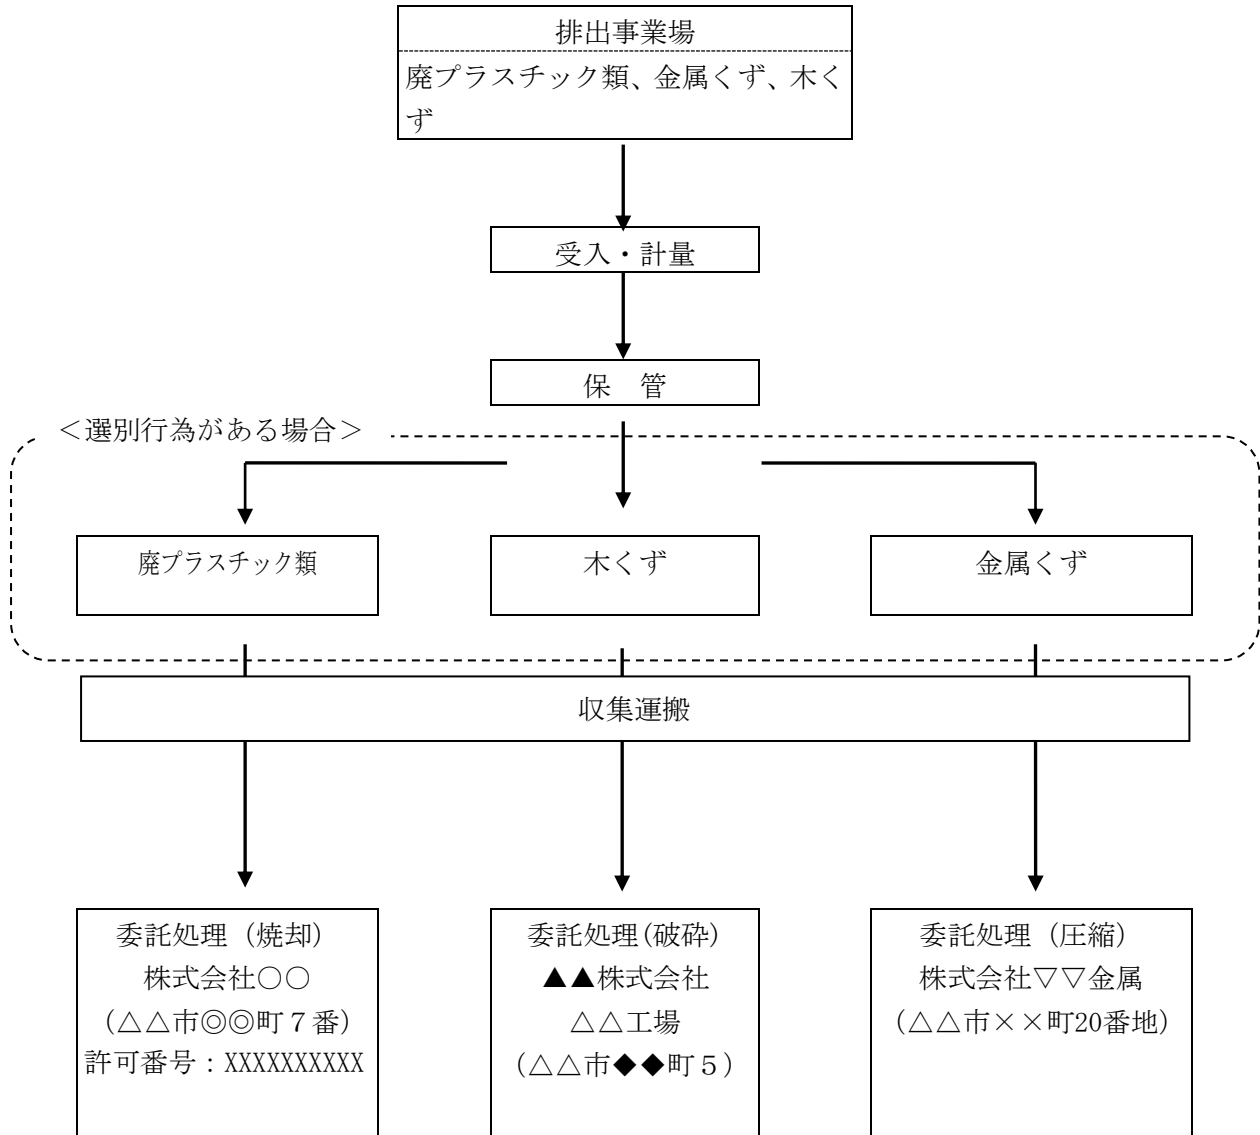 排出事業場
廃プラスチック類、金属くず、木く
ず
受入・計量
保　管
＜選別行為がある場合＞
廃プラスチック類
木くず
金属くず
収集運搬
委託処理（焼却）
株式会社○○
（△△市◎◎町７番）
許可番号：XXXXXXXXXX
委託処理(破砕)
▲▲株式会社
△△工場
（△△市◆◆町５）
委託処理（圧縮）
株式会社▽▽金属
（△△市××町20番地）